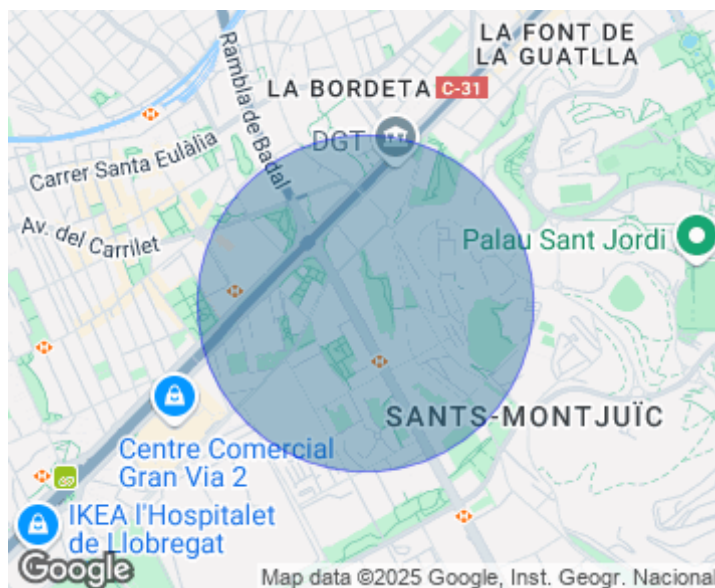 LA FONT DE
LA GUATLLA
LA BORDETA
C-31
Rambla de Badal
DGT
Carrer Santa Eulàlia
Av. del Carrilet
Palau Sant Jordi
SANTS-MONTJUÏC
Centre Comercial
Gran Via 2
IKEA l'Hospitalet
de Llobregat
Google
Map data ©2025 Google, Inst. Geogr. Nacional